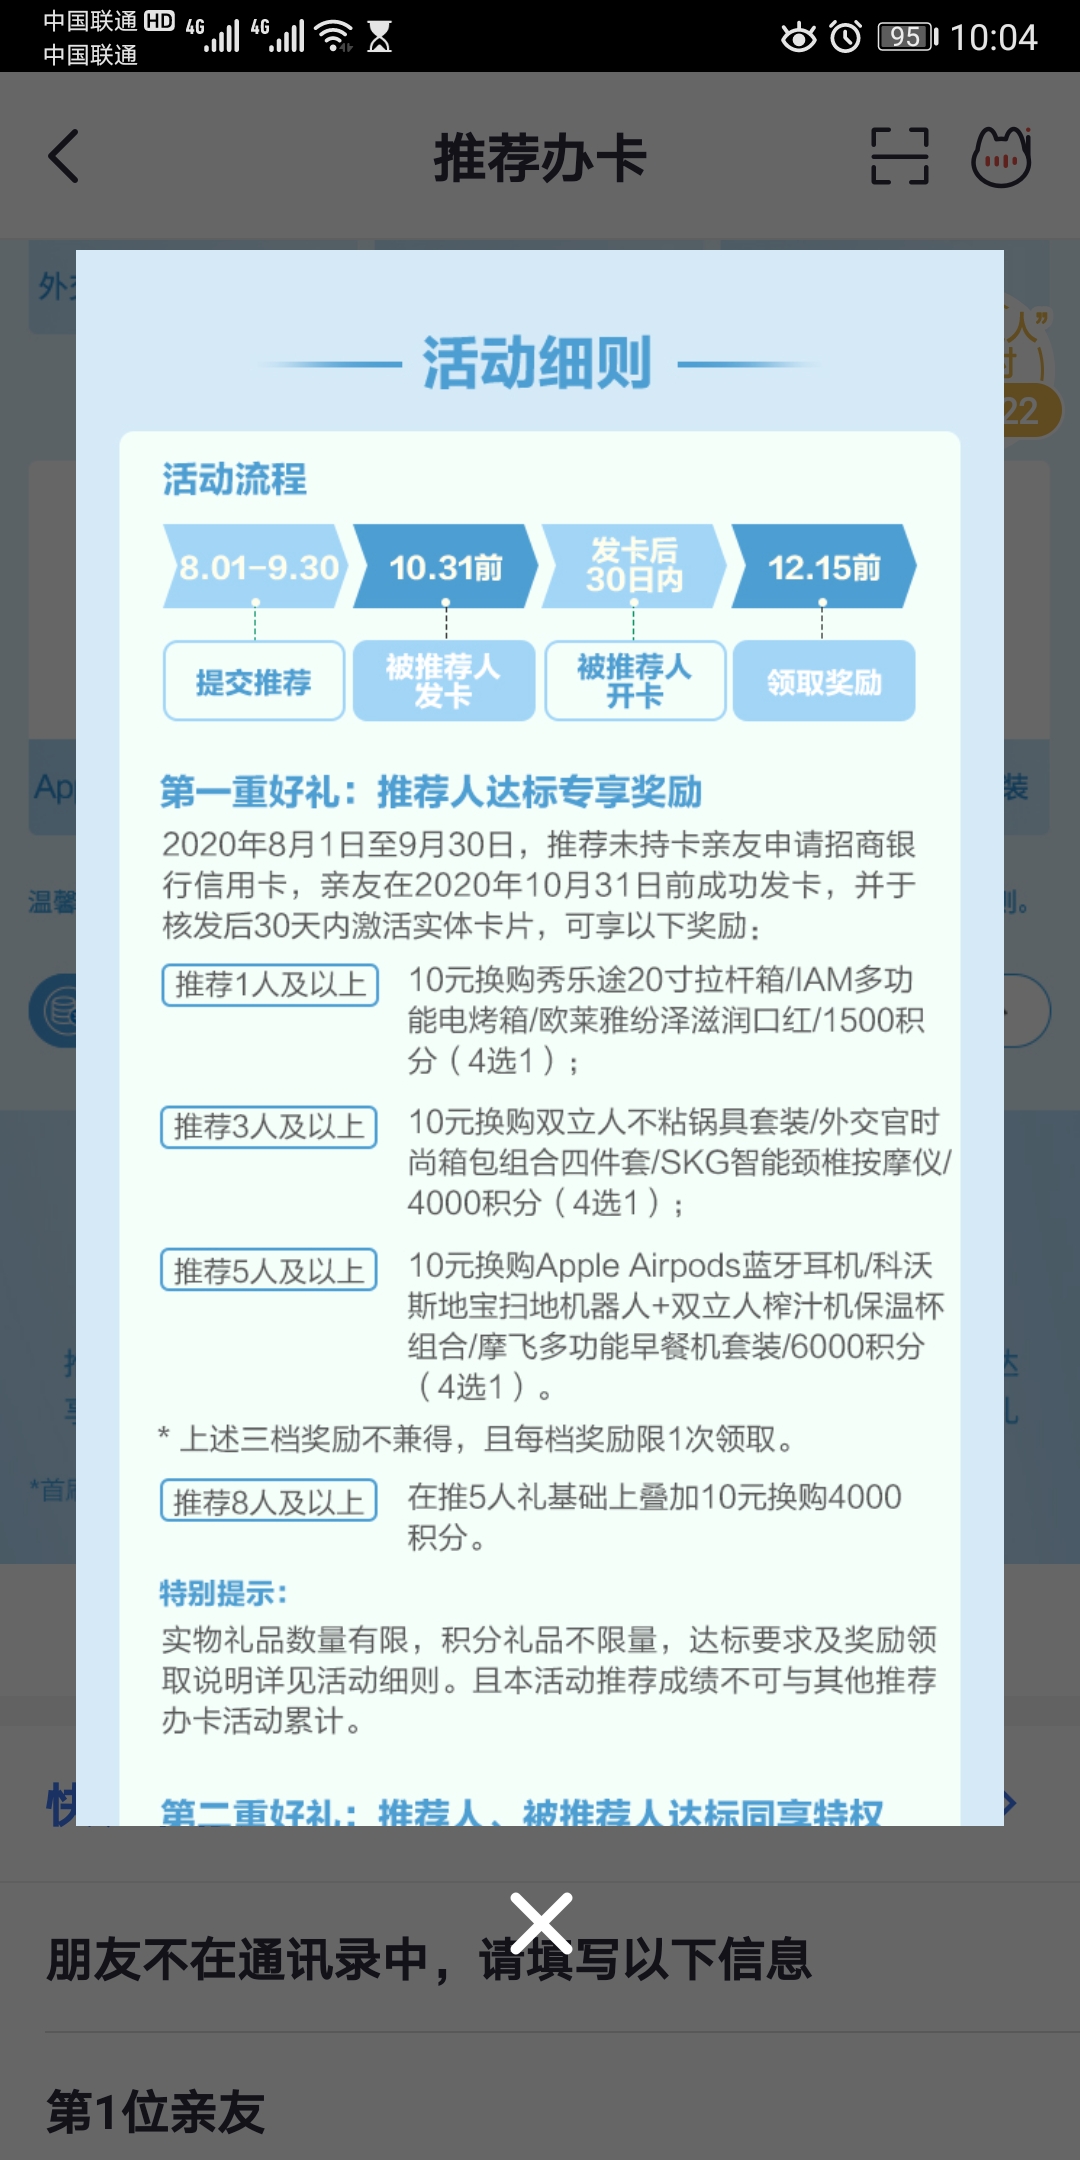 中国联通 HD 4G 4G 95 10:04
中国联通
推荐办卡
外
人”
时 )
22
活动细则
活动流程
8.01-9.30
10.31前
发卡后
30日内
12.15前
提交推荐
被推荐人
发卡
被推荐人
开卡
领取奖励
第一重好礼：推荐人达标专享奖励
App
装
2020年8月1日至9月30日，推荐未持卡亲友申请招商银
行信用卡，亲友在2020年10月31日前成功发卡，并于
核发后30天内激活实体卡片，可享以下奖励：
温馨
则。
推荐1人及以上
10元换购秀乐途20寸拉杆箱/IAM多功
能电烤箱/欧莱雅纷泽滋润口红/1500积
分（4选1）；
推荐3人及以上
10元换购双立人不粘锅具套装/外交官时
尚箱包组合四件套/SKG智能颈椎按摩仪/
4000积分（4选1）；
推荐5人及以上
10元换购Apple Airpods蓝牙耳机/科沃
斯地宝扫地机器人+双立人榨汁机保温杯
组合/摩飞多功能早餐机套装/6000积分
（4选1）。
* 上述三档奖励不兼得，且每档奖励限1次领取。
推荐8人及以上
在推5人礼基础上叠加10元换购4000
积分。
*首
特别提示：
实物礼品数量有限，积分礼品不限量，达标要求及奖励领
取说明详见活动细则。且本活动推荐成绩不可与其他推荐
办卡活动累计。
第二重好礼：推荐人、被推荐人达标同享特权
快
朋友不在通讯录中，请填写以下信息
第1位亲友